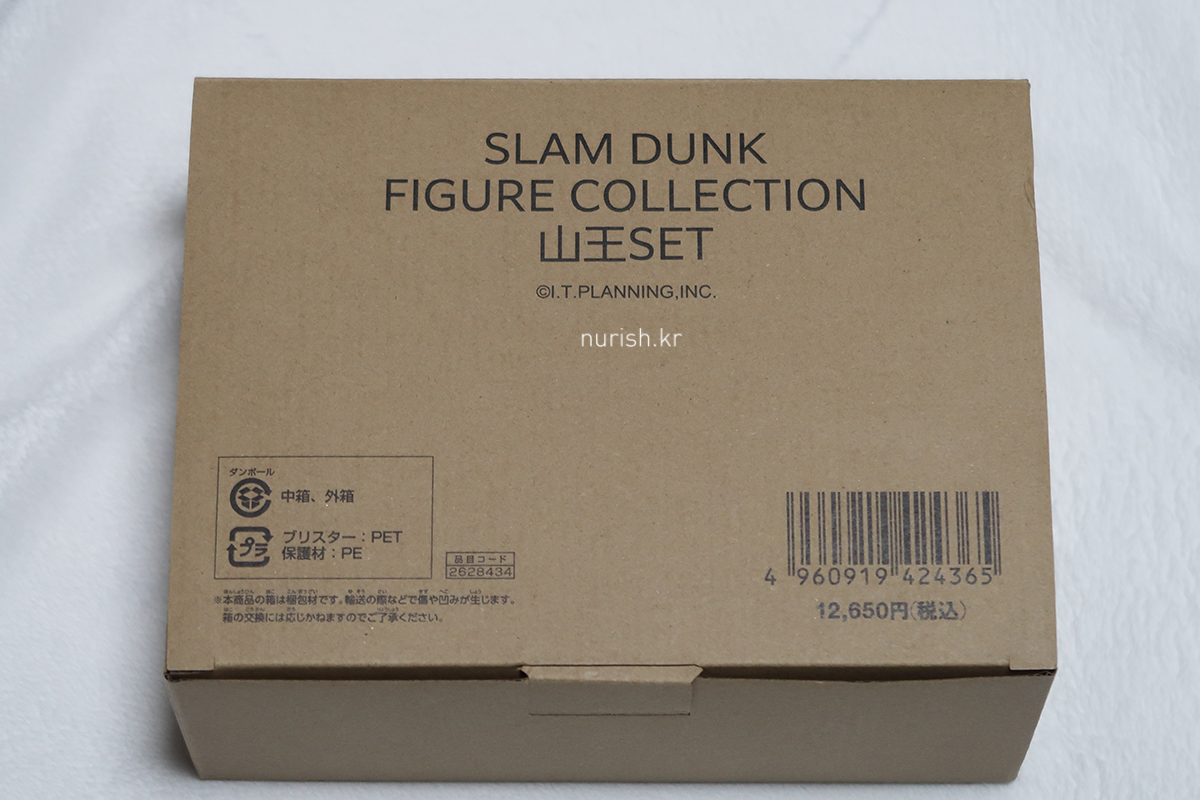 SLAM DUNK
FIGURE COLLECTION
山王SET
©I.T.PLANNING,INC.
nurish.kr
ダンボール
中箱、外箱
プラ
ブリスター：PET
保護材：PE
品目コード
2628434
※本商品の箱は梱包材です。輸送の際などで傷や凹みが生じます。
箱の交換には応じかねますのでご了承ください。
4 960919 424365
12,650円(税込)